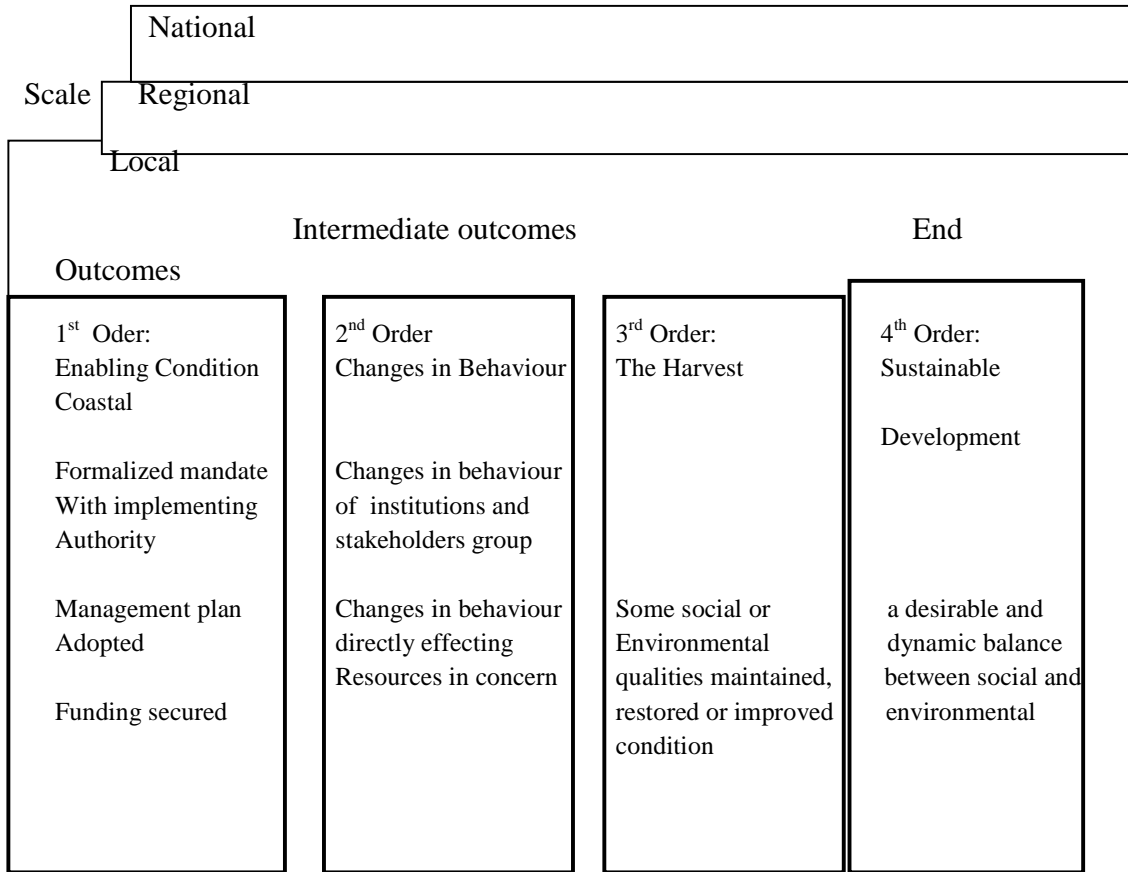 National
Scale Regional
Local
Intermediate outcomes End
Outcomes
1st Oder:
Enabling Condition
Coastal
Formalized mandate
With implementing
Authority
Management plan
Adopted
Funding secured
2nd Order
Changes in Behaviour
Changes in behaviour
of institutions and
stakeholders group
Changes in behaviour
directly effecting
Resources in concern
3rd Order:
The Harvest
Some social or
Environmental
qualities maintained,
restored or improved
condition
4th Order:
Sustainable
Development
a desirable and
dynamic balance
between social and
environmental